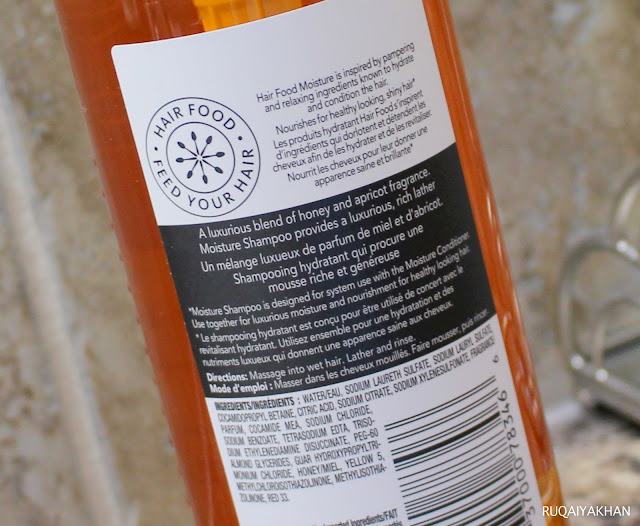 HAIR FOOD
FEED YOUR HAIR
Hair Food Moisture is inspired by pampering
and relaxing ingredients known to hydrate
and condition the hair.
Nourishes for healthy looking, shiny hair*
Les produits hydratant Hair Food s'inspirent
d'ingrédients qui dorlotent et détendent les
cheveux afin de les hydrater et de les revitaliser.
Nourrit les cheveux pour leur donner une
apparence saine et brillante*
A luxurious blend of honey and apricot fragrance.
Moisture Shampoo provides a luxurious, rich lather
Un mélange luxueux de parfum de miel et d'abricot.
Shampooing hydratant qui procure une
mousse riche et généreuse
*Moisture Shampoo is designed for system use with the Moisture Conditioner.
Use together for luxurious moisture and nourishment for healthy looking hair.
* Le shampooing hydratant est conçu pour être utilisé de concert avec le
revitalisant hydratant. Utilisez ensemble pour une hydratation et des
nutriments luxueux qui donnent une apparence saine aux cheveux.
Directions: Massage into wet hair. Lather and rinse.
Mode d'emploi : Masser dans les cheveux mouillés. Faire mousser, puis rincer.
INGREDIENTS/INGRÉDIENTS : WATER/EAU, SODIUM LAURETH SULFATE, SODIUM LAURYL SULFATE,
COCAMIDOPROPYL BETAINE, CITRIC ACID, SODIUM CITRATE, SODIUM XYLENESULFONATE, FRAGRANCE/
PARFUM, COCAMIDE MEA, SODIUM CHLORIDE,
SODIUM BENZOATE, TETRASODIUM EDTA, TRISO-
DIUM ETHYLENEDIAMINE DISUCCINATE, PEG-60
ALMOND GLYCERIDES, GUAR HYDROXYPROPYLTRI-
MONIUM CHLORIDE, HONEY/MIEL, YELLOW 5,
METHYLCHLOROISOTHIAZOLINONE, METHYLISOTHIA-
ZOLINONE, RED 33.
Ingredients/FAIT
3700078346
6
RUQAIYAKHAN